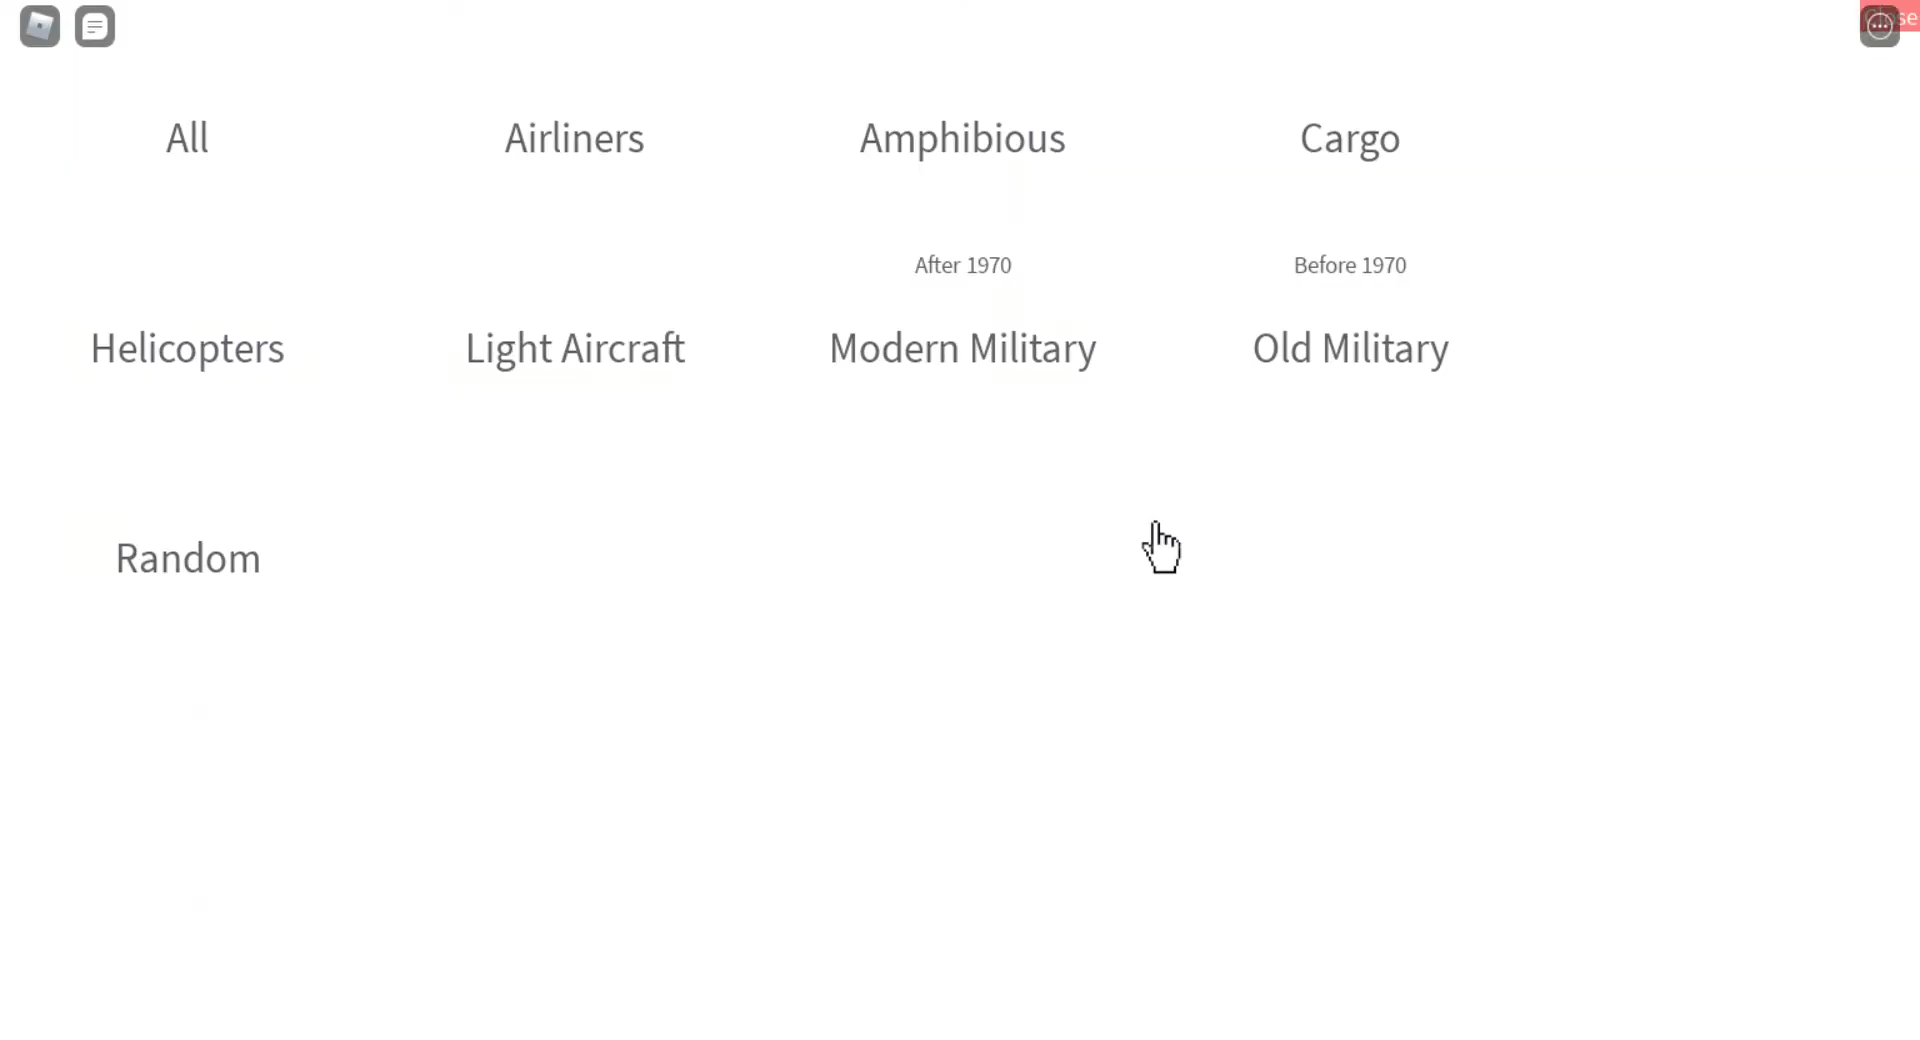 All
Airliners
Amphibious
Cargo
After 1970
Before 1970
Helicopters
Light Aircraft
Modern Military
Old Military
Random